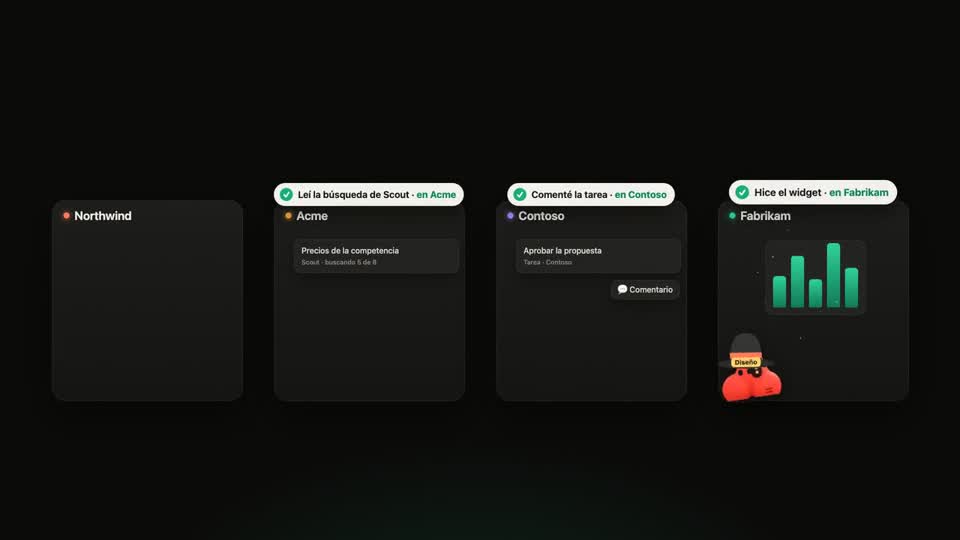 Northwind
Leí la búsqueda de Scout · en Acme
Acme
Precios de la competencia
Scout · buscando 5 de 8
Comenté la tarea · en Contoso
Contoso
Aprobar la propuesta
Tarea · Contoso
Comentario
Hice el widget · en Fabrikam
Fabrikam
Diseño